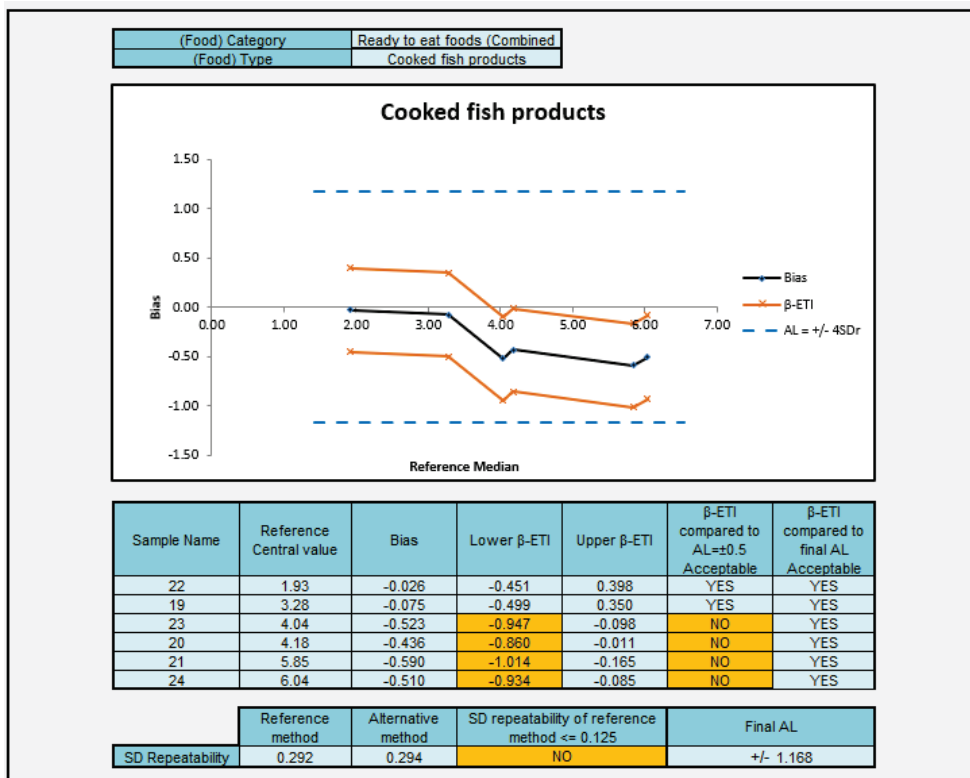 (Food) Category Ready to eat foods (Combined
(Food) Type Cooked fish products
Cooked fish products
1.50
1.00
0.50
0.00
-0.50
-1.00
-1.50
Bias
0.00 1.00 2.00 3.00 4.00 5.00 6.00 7.00
Reference Median
Bias
β-ETI
AL = +/- 4SDr
Sample Name Reference Central value Bias Lower β-ETI Upper β-ETI β-ETI compared to AL=±0.5 Acceptable β-ETI compared to final AL Acceptable
22 1.93 -0.026 -0.451 0.398 YES YES
19 3.28 -0.075 -0.499 0.350 YES YES
23 4.04 -0.523 -0.947 -0.098 NO YES
20 4.18 -0.436 -0.860 -0.011 NO YES
21 5.85 -0.590 -1.014 -0.165 NO YES
24 6.04 -0.510 -0.934 -0.085 NO YES
Reference method Alternative method SD repeatability of reference method <= 0.125 Final AL
SD Repeatability 0.292 0.294 NO +/- 1.168